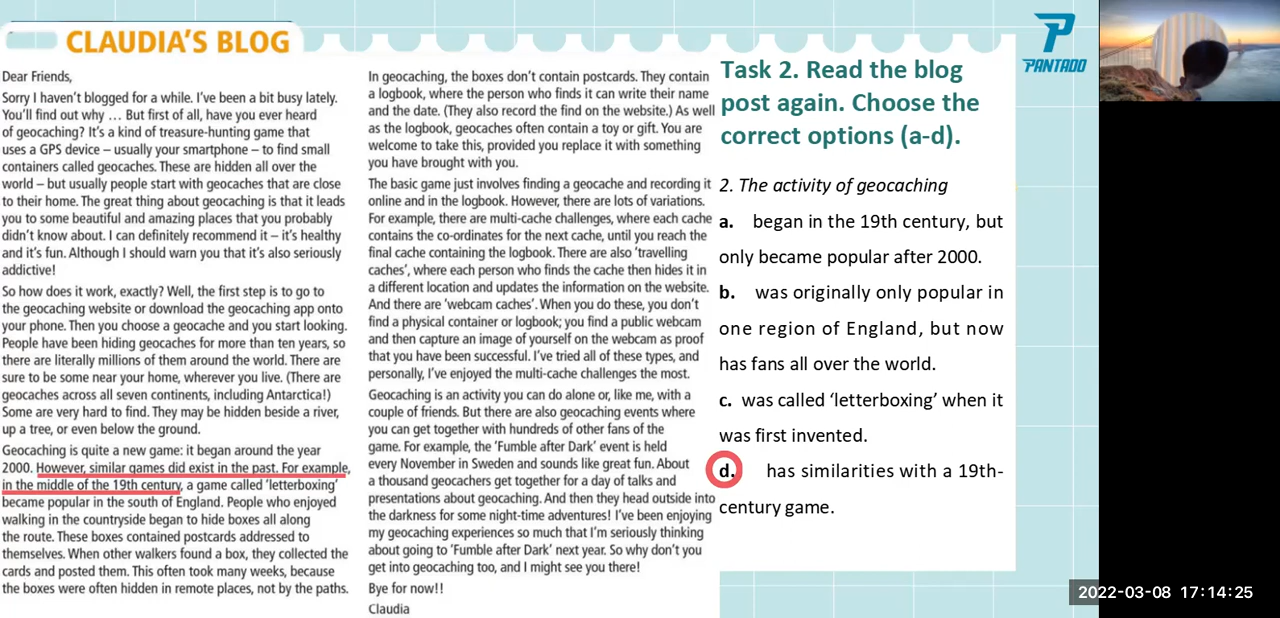 CLAUDIA'S BLOG
Dear Friends,
Sorry I haven't blogged for a while. I've been a bit busy lately.
You'll find out why … But first of all, have you ever heard
of geocaching? It's a kind of treasure-hunting game that
uses a GPS device – usually your smartphone – to find small
containers called geocaches. These are hidden all over the
world – but usually people start with geocaches that are close
to their home. The great thing about geocaching is that it leads
you to some beautiful and amazing places that you probably
didn't know about. I can definitely recommend it – it's healthy
and it's fun. Although I should warn you that it's also seriously
addictive!
So how does it work, exactly? Well, the first step is to go to
the geocaching website or download the geocaching app onto
your phone. Then you choose a geocache and you start looking.
People have been hiding geocaches for more than ten years, so
there are literally millions of them around the world. There are
sure to be some near your home, wherever you live. (There are
geocaches across all seven continents, including Antarctica!)
Some are very hard to find. They may be hidden beside a river,
up a tree, or even below the ground.
Geocaching is quite a new game: it began around the year
2000. However, similar games did exist in the past. For example,
in the middle of the 19th century, a game called 'letterboxing'
became popular in the south of England. People who enjoyed
walking in the countryside began to hide boxes all along
the route. These boxes contained postcards addressed to
themselves. When other walkers found a box, they collected the
cards and posted them. This often took many weeks, because
the boxes were often hidden in remote places, not by the paths.
In geocaching, the boxes don't contain postcards. They contain
a logbook, where the person who finds it can write their name
and the date. (They also record the find on the website.) As well
as the logbook, geocaches often contain a toy or gift. You are
welcome to take this, provided you replace it with something
you have brought with you.
The basic game just involves finding a geocache and recording it
online and in the logbook. However, there are lots of variations.
For example, there are multi-cache challenges, where each cache
contains the co-ordinates for the next cache, until you reach the
final cache containing the logbook. There are also 'travelling
caches', where each person who finds the cache then hides it in
a different location and updates the information on the website.
And there are 'webcam caches'. When you do these, you don't
find a physical container or logbook; you find a public webcam
and then capture an image of yourself on the webcam as proof
that you have been successful. I've tried all of these types, and
personally, I've enjoyed the multi-cache challenges the most.
Geocaching is an activity you can do alone or, like me, with a
couple of friends. But there are also geocaching events where
you can get together with hundreds of other fans of the
game. For example, the 'Fumble after Dark' event is held
every November in Sweden and sounds like great fun. About
a thousand geocachers get together for a day of talks and
presentations about geocaching. And then they head outside into
the darkness for some night-time adventures! I've been enjoying
my geocaching experiences so much that I'm seriously thinking
about going to 'Fumble after Dark' next year. So why don't you
get into geocaching too, and I might see you there!
Bye for now!!
Claudia
Task 2. Read the blog
post again. Choose the
correct options (a-d).
2. The activity of geocaching
a. began in the 19th century, but
only became popular after 2000.
b. was originally only popular in
one region of England, but now
has fans all over the world.
c. was called 'letterboxing' when it
was first invented.
d. has similarities with a 19th-
century game.
PANTADO
2022-03-08 17:14:25